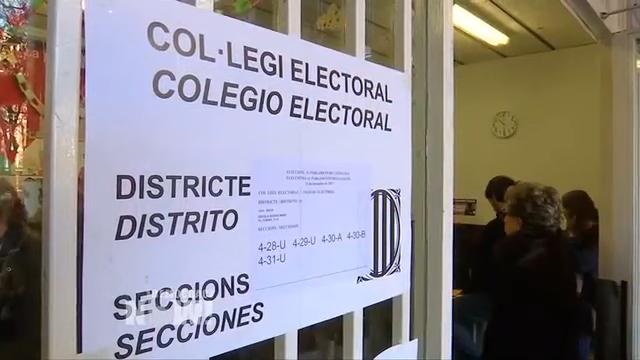 COL·LEGI ELECTORAL
COLEGIO ELECTORAL
DISTRICTE
DISTRITO
4-28-U 4-29-U 4-30-A 4-30-B
4-31-U
SECCIONS
SECCIONES